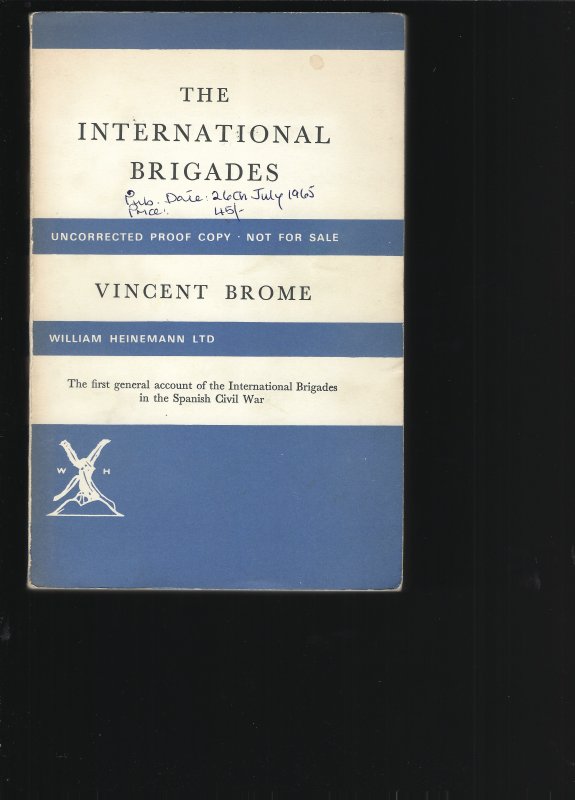 THE
INTERNATIONAL
BRIGADES
Pub. Date: 26th July 1965
Price: 45/-
UNCORRECTED PROOF COPY · NOT FOR SALE
VINCENT BROME
WILLIAM HEINEMANN LTD
The first general account of the International Brigades
in the Spanish Civil War
W H